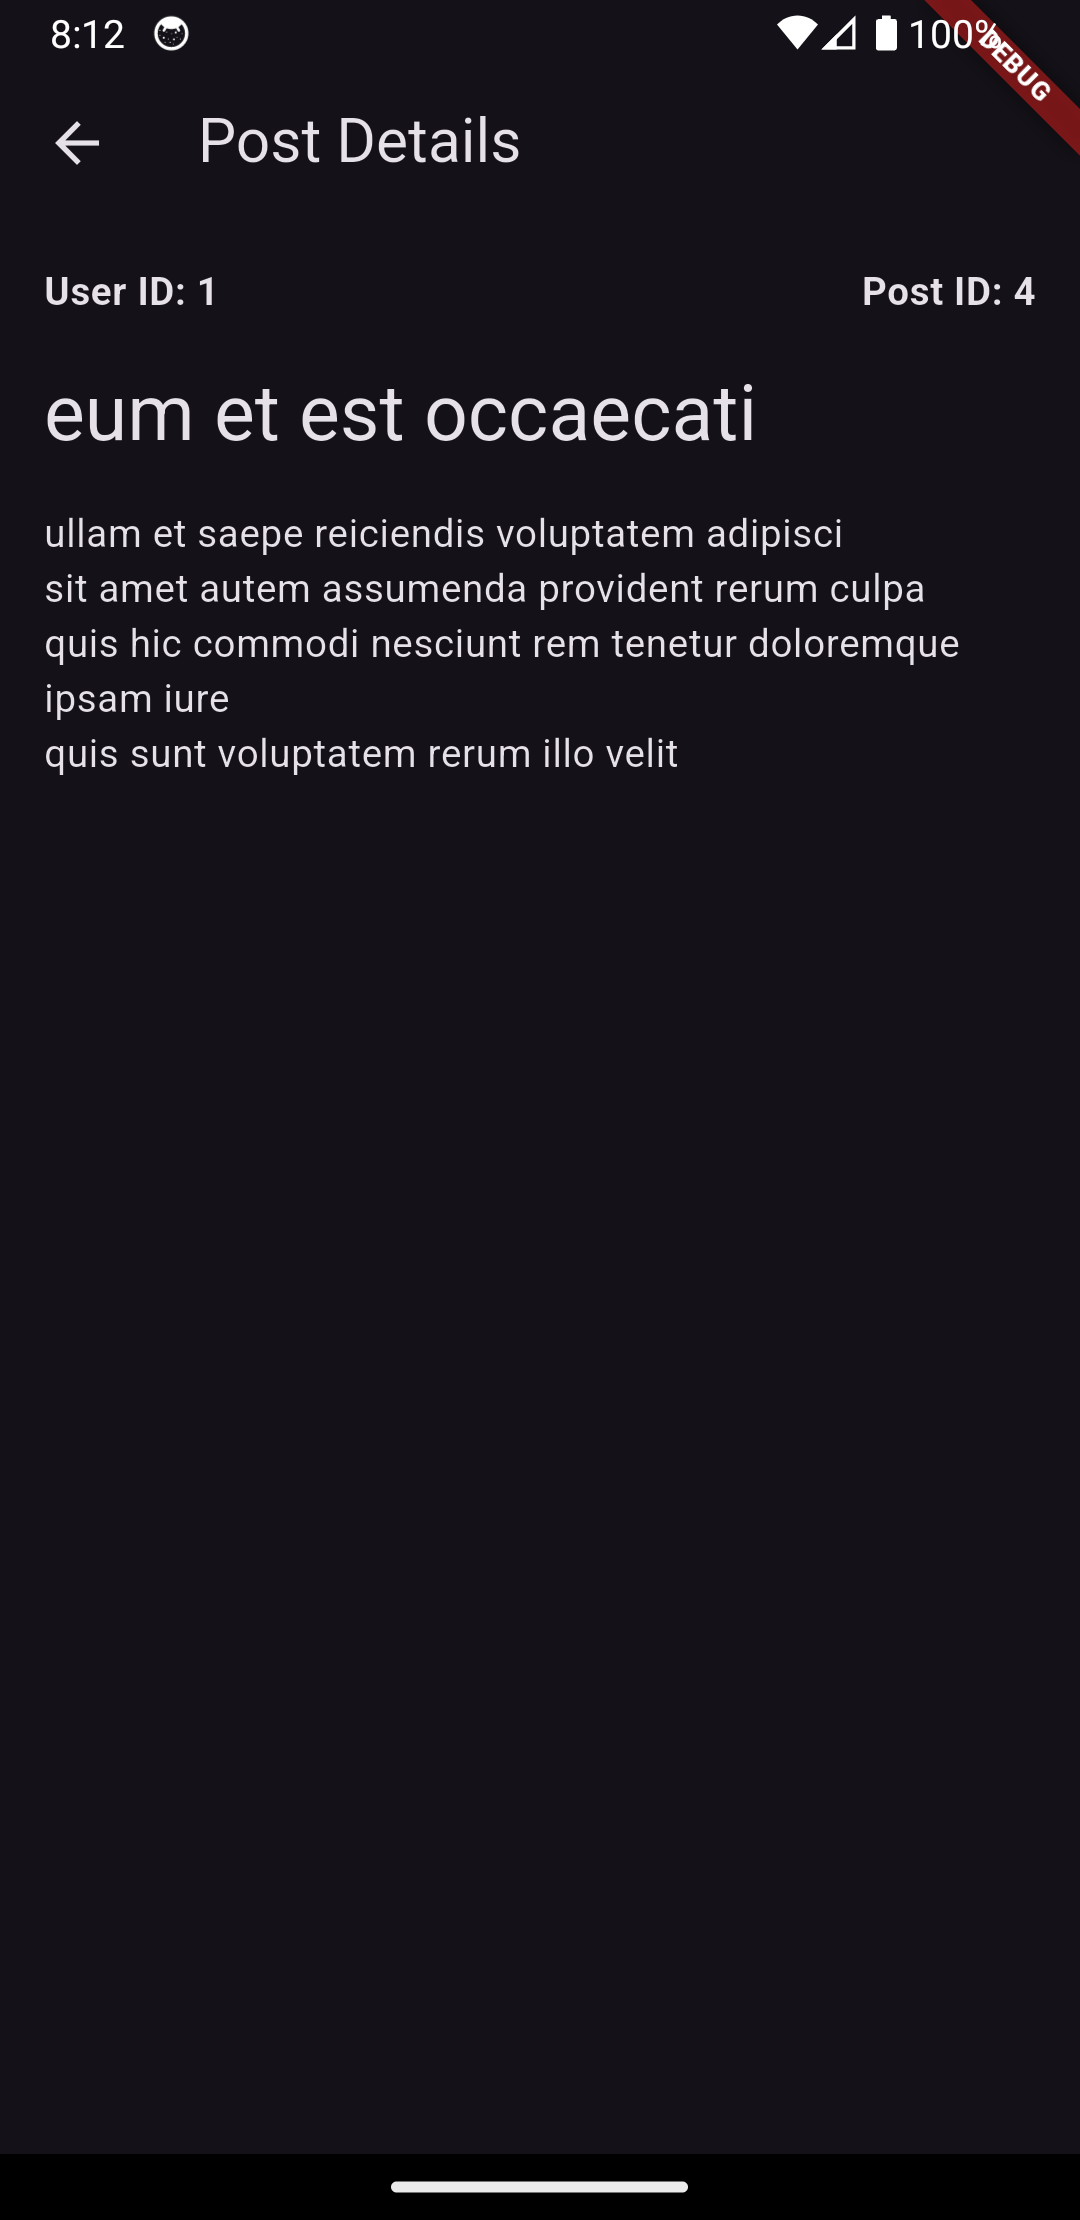 8:12 100%
DEBUG
Post Details
User ID: 1 Post ID: 4
eum et est occaecati
ullam et saepe reiciendis voluptatem adipisci
sit amet autem assumenda provident rerum culpa
quis hic commodi nesciunt rem tenetur doloremque
ipsam iure
quis sunt voluptatem rerum illo velit